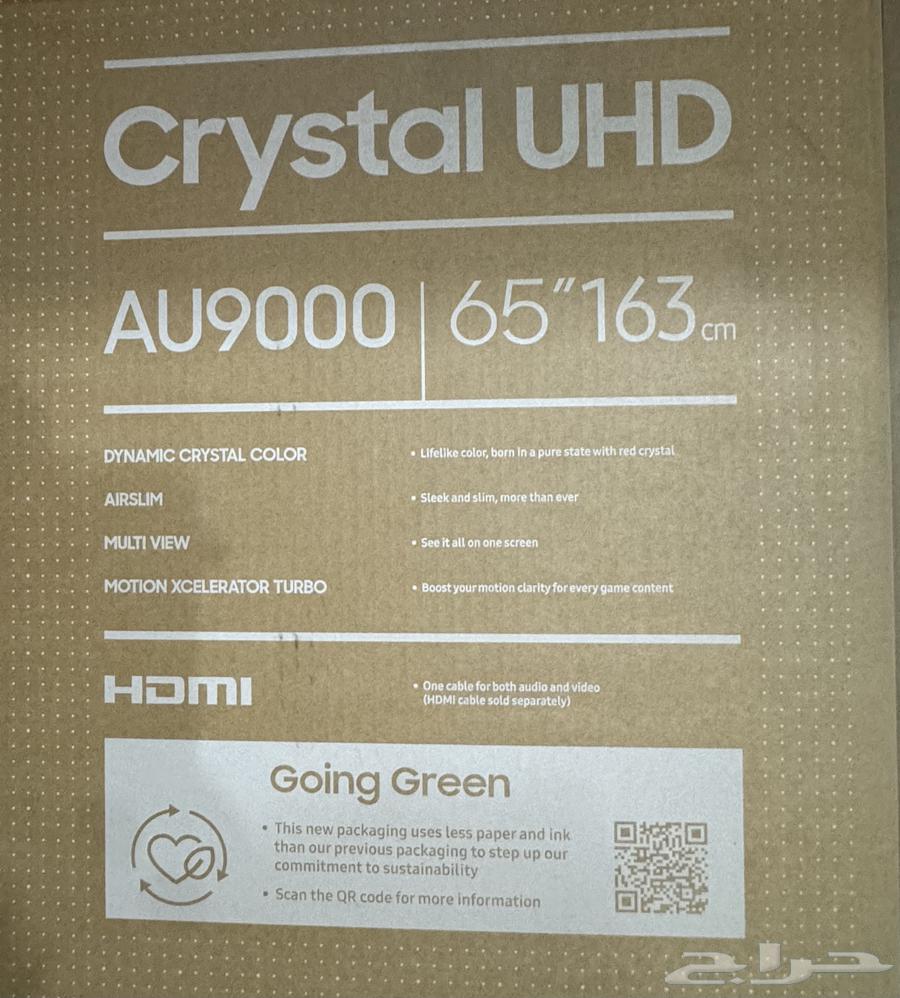 Crystal UHD
AU9000 65"163cm
DYNAMIC CRYSTAL COLOR • Lifelike color, born in a pure state with red crystal
AIRSLIM • Sleek and slim, more than ever
MULTI VIEW • See it all on one screen
MOTION XCELERATOR TURBO • Boost your motion clarity for every game content
HDMI • One cable for both audio and video
(HDMI cable sold separately)
Going Green
• This new packaging uses less paper and ink
than our previous packaging to step up our
commitment to sustainability
• Scan the QR code for more information
حراج